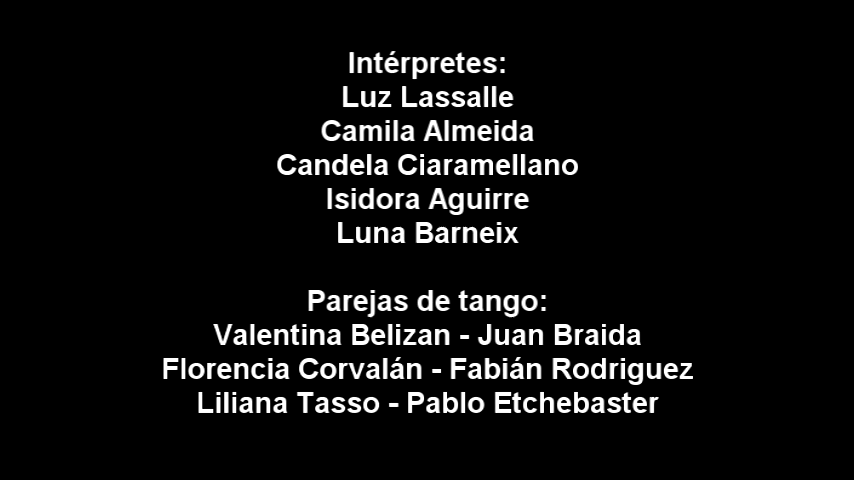 Intérpretes:
Luz Lassalle
Camila Almeida
Candela Ciaramellano
Isidora Aguirre
Luna Barneix
Parejas de tango:
Valentina Belizan - Juan Braida
Florencia Corvalán - Fabián Rodriguez
Liliana Tasso - Pablo Etchebaster